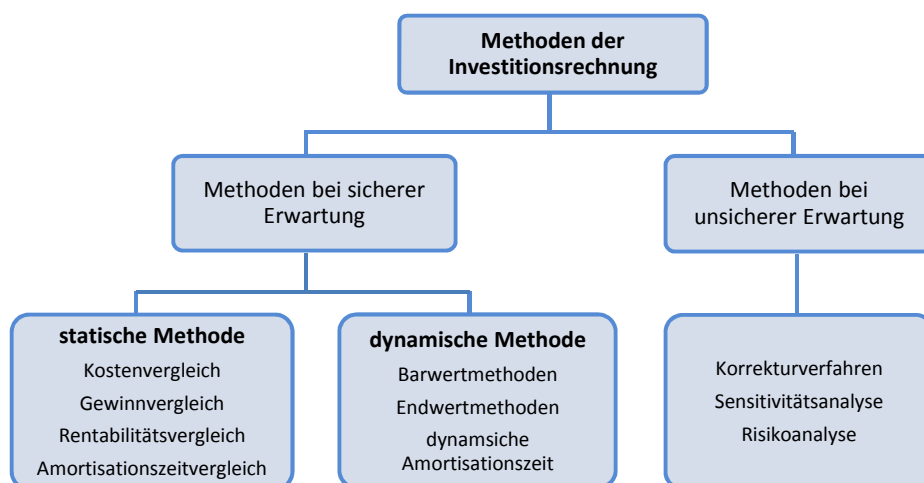 Methoden der
Investitionsrechnung
Methoden bei sicherer
Erwartung
Methoden bei
unsicherer Erwartung
statische Methode
Kostenvergleich
Gewinnvergleich
Rentabilitätsvergleich
Amortisationszeitvergleich
dynamische Methode
Barwertmethoden
Endwertmethoden
dynamsiche
Amortisationszeit
Korrekturverfahren
Sensitivitätsanalyse
Risikoanalyse